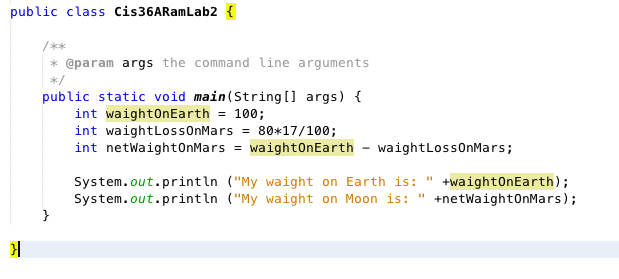 public class Cis36ARamLab2 {
/**
* @param args the command line arguments
*/
public static void main(String[] args) {
int waightOnEarth = 100;
int waightLossOnMars = 80*17/100;
int netWaightOnMars = waightOnEarth - waightLossOnMars;
System.out.println ("My waight on Earth is: " +waightOnEarth);
System.out.println ("My waight on Moon is: " +netWaightOnMars);
}
}